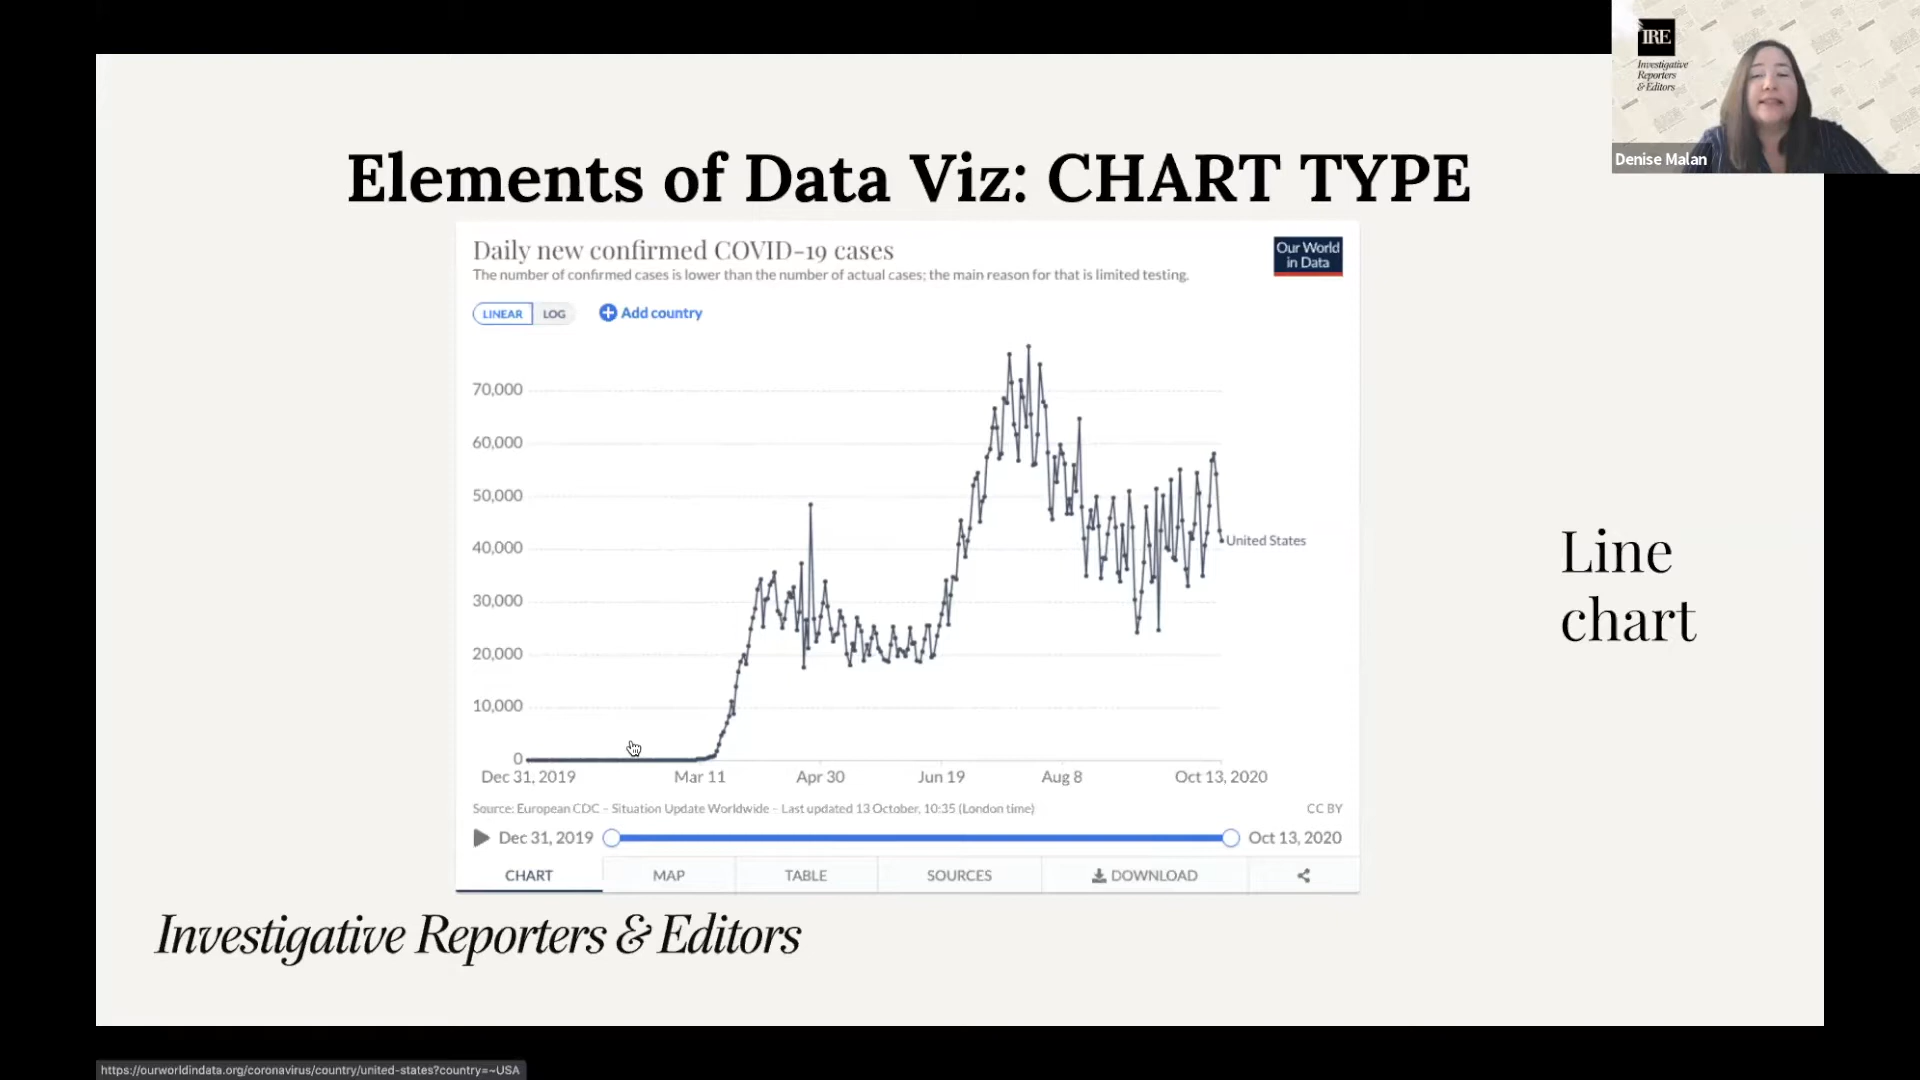 IRE
Investigative
Reporters
& Editors
Denise Malan
Elements of Data Viz: CHART TYPE
Daily new confirmed COVID-19 cases
The number of confirmed cases is lower than the number of actual cases; the main reason for that is limited testing.
Our World
in Data
LINEAR LOG Add country
70,000
60,000
50,000
40,000
30,000
20,000
10,000
0
United States
Dec 31, 2019 Mar 11 Apr 30 Jun 19 Aug 8 Oct 13, 2020
Source: European CDC – Situation Update Worldwide – Last updated 13 October, 10:35 (London time) CC BY
Dec 31, 2019 Oct 13, 2020
CHART MAP TABLE SOURCES DOWNLOAD
Line
chart
Investigative Reporters & Editors
https://ourworldindata.org/coronavirus/country/united-states?country=~USA